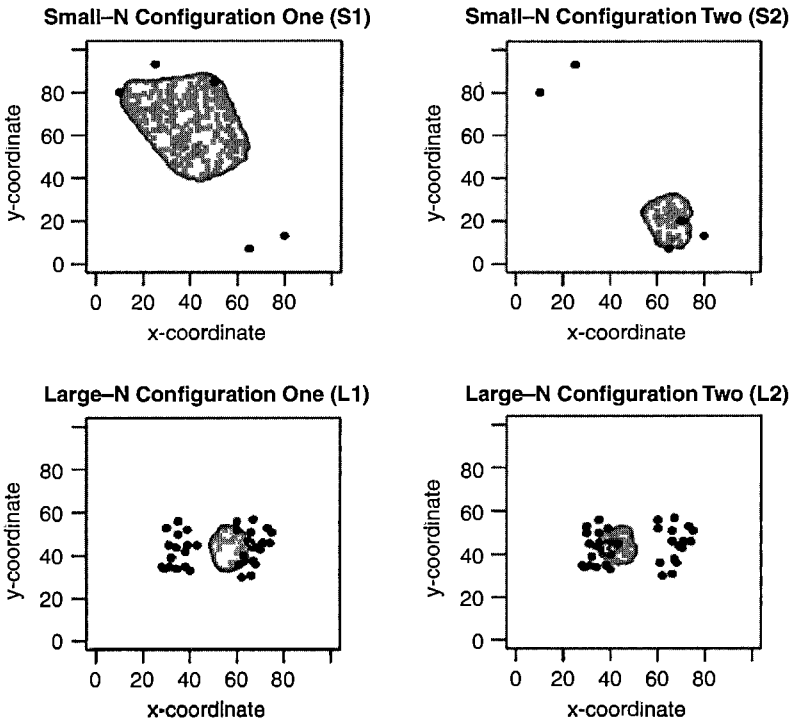 Small–N Configuration One (S1)
y-coordinate
80
60
40
20
0
0 20 40 60 80
x-coordinate
Small–N Configuration Two (S2)
y-coordinate
80
60
40
20
0
0 20 40 60 80
x-coordinate
Large–N Configuration One (L1)
y-coordinate
80
60
40
20
0
0 20 40 60 80
x-coordinate
Large–N Configuration Two (L2)
y-coordinate
80
60
40
20
0
0 20 40 60 80
x-coordinate